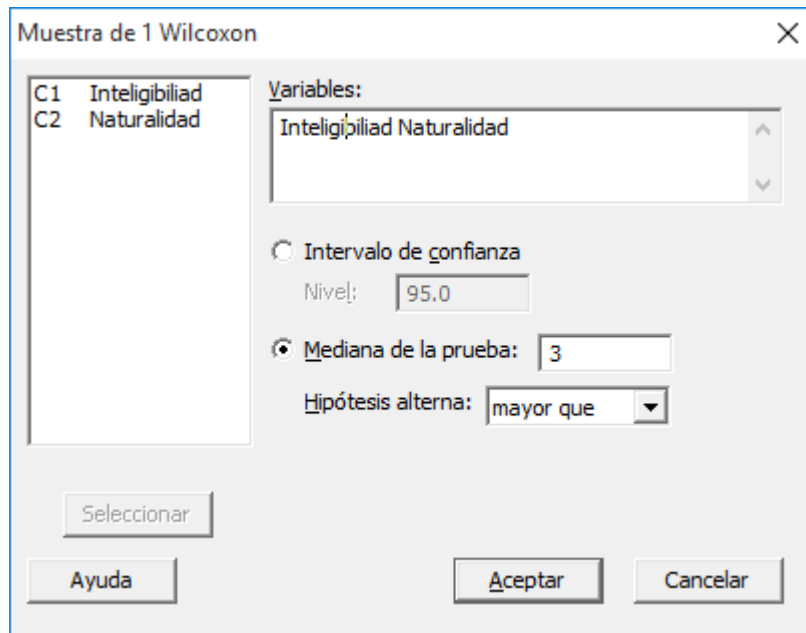 Muestra de 1 Wilcoxon
C1 Inteligibiliad
C2 Naturalidad
Variables:
Inteligibiliad Naturalidad
Intervalo de confianza
Nivel: 95.0
Mediana de la prueba: 3
Hipótesis alterna: mayor que
Seleccionar
Ayuda Aceptar Cancelar